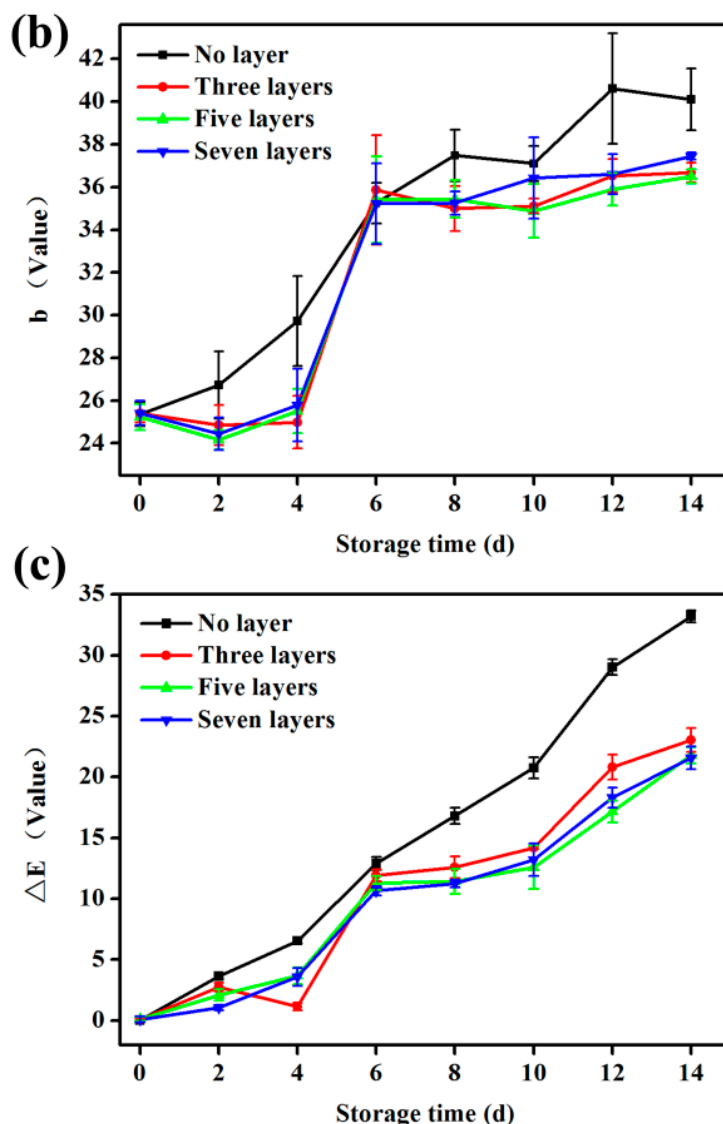 (b)
No layer
Three layers
Five layers
Seven layers
b （Value）
42
40
38
36
34
32
30
28
26
24
0 2 4 6 8 10 12 14
Storage time (d)
(c)
No layer
Three layers
Five layers
Seven layers
△E （Value）
35
30
25
20
15
10
5
0
0 2 4 6 8 10 12 14
Storage time (d)